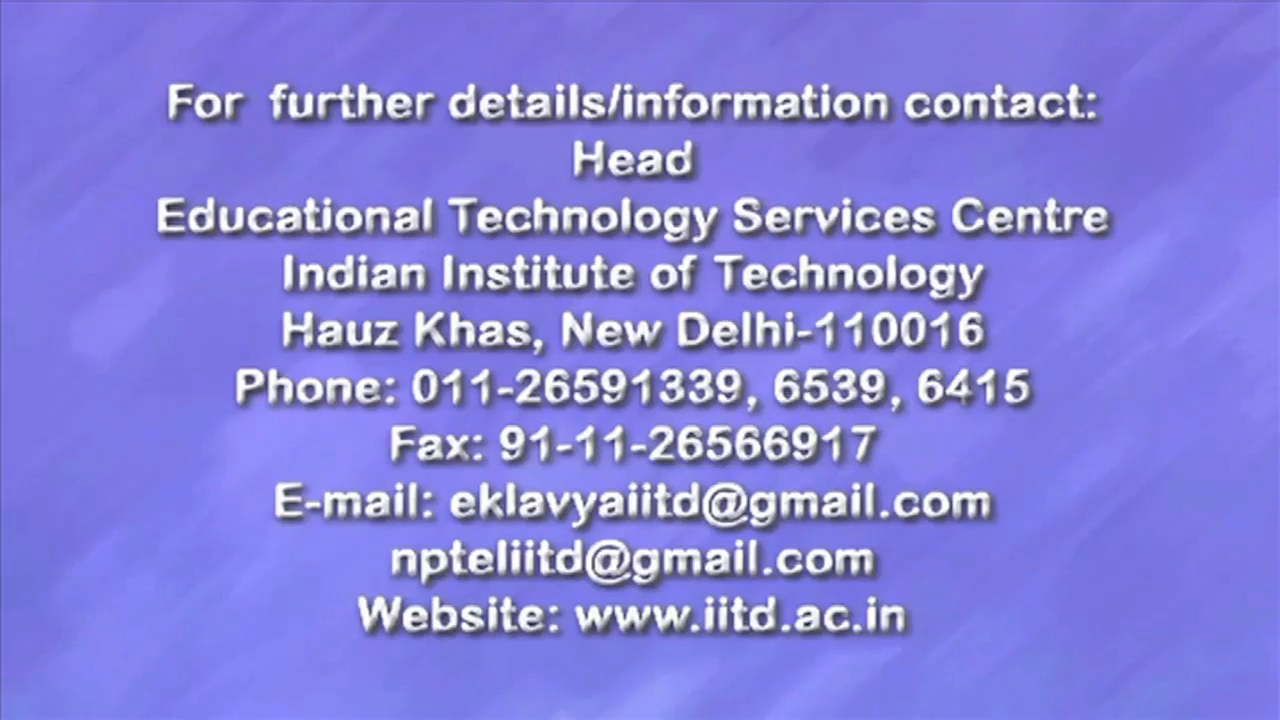 For further details/information contact:
Head
Educational Technology Services Centre
Indian Institute of Technology
Hauz Khas, New Delhi-110016
Phone: 011-26591339, 6539, 6415
Fax: 91-11-26566917
E-mail: eklavyaiitd@gmail.com
npteliitd@gmail.com
Website: www.iitd.ac.in